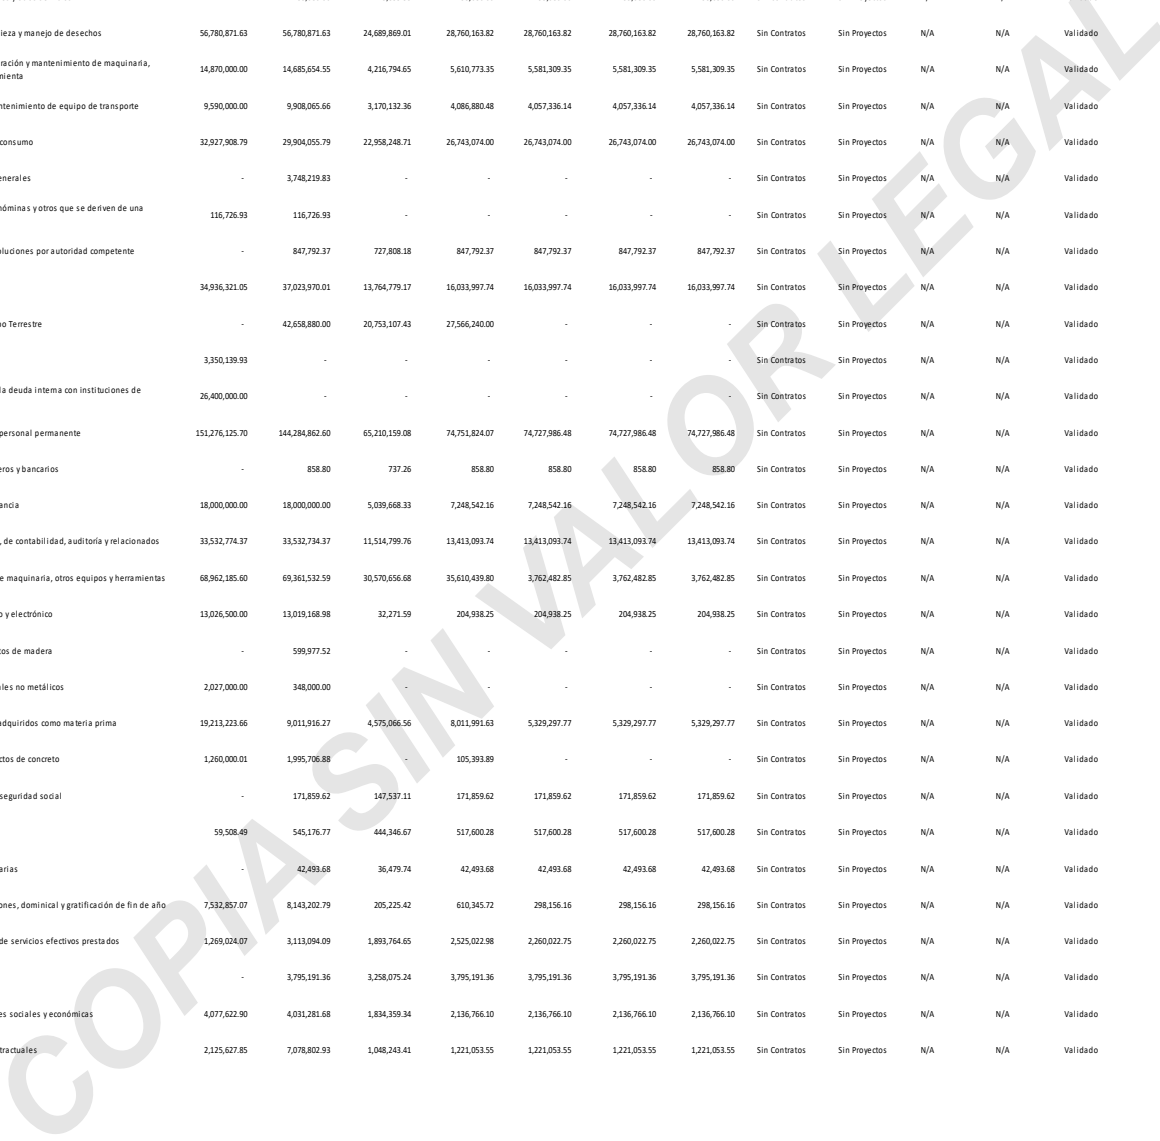 ieza y manejo de desechos 56,780,871.63 56,780,871.63 24,689,869.01 28,760,163.82 28,760,163.82 28,760,163.82 28,760,163.82 Sin Contratos Sin Proyectos N/A N/A Validado
ración y mantenimiento de maquinaria,
mienta 14,870,000.00 14,685,654.55 4,216,794.65 5,610,773.35 5,581,309.35 5,581,309.35 5,581,309.35 Sin Contratos Sin Proyectos N/A N/A Validado
ntenimiento de equipo de transporte 9,590,000.00 9,908,065.66 3,170,132.36 4,086,880.48 4,057,336.14 4,057,336.14 4,057,336.14 Sin Contratos Sin Proyectos N/A N/A Validado
consumo 32,927,908.79 29,904,055.79 22,958,248.71 26,743,074.00 26,743,074.00 26,743,074.00 26,743,074.00 Sin Contratos Sin Proyectos N/A N/A Validado
enerales - 3,748,219.83 - - - - - Sin Contratos Sin Proyectos N/A N/A Validado
nóminas y otros que se deriven de una 116,726.93 116,726.93 - - - - - Sin Contratos Sin Proyectos N/A N/A Validado
oluciones por autoridad competente - 847,792.37 727,808.18 847,792.37 847,792.37 847,792.37 847,792.37 Sin Contratos Sin Proyectos N/A N/A Validado
34,936,321.05 37,023,970.01 13,764,779.17 16,033,997.74 16,033,997.74 16,033,997.74 16,033,997.74 Sin Contratos Sin Proyectos N/A N/A Validado
po Terrestre - 42,658,880.00 20,753,107.43 27,566,240.00 - - - Sin Contratos Sin Proyectos N/A N/A Validado
3,350,139.93 - - - - - - Sin Contratos Sin Proyectos N/A N/A Validado
la deuda interna con instituciones de 26,400,000.00 - - - - - - Sin Contratos Sin Proyectos N/A N/A Validado
personal permanente 151,276,125.70 144,284,862.60 65,210,159.08 74,751,824.07 74,727,986.48 74,727,986.48 74,727,986.48 Sin Contratos Sin Proyectos N/A N/A Validado
eros y bancarios - 858.80 737.26 858.80 858.80 858.80 858.80 Sin Contratos Sin Proyectos N/A N/A Validado
ancia 18,000,000.00 18,000,000.00 5,039,668.33 7,248,542.16 7,248,542.16 7,248,542.16 7,248,542.16 Sin Contratos Sin Proyectos N/A N/A Validado
, de contabilidad, auditoría y relacionados 33,532,774.37 33,532,734.37 11,514,799.76 13,413,093.74 13,413,093.74 13,413,093.74 13,413,093.74 Sin Contratos Sin Proyectos N/A N/A Validado
e maquinaria, otros equipos y herramientas 68,962,185.60 69,361,532.59 30,570,656.68 35,610,439.80 3,762,482.85 3,762,482.85 3,762,482.85 Sin Contratos Sin Proyectos N/A N/A Validado
o y electrónico 13,026,500.00 13,019,168.98 32,271.59 204,938.25 204,938.25 204,938.25 204,938.25 Sin Contratos Sin Proyectos N/A N/A Validado
tos de madera - 599,977.52 - - - - - Sin Contratos Sin Proyectos N/A N/A Validado
ales no metálicos 2,027,000.00 348,000.00 - - - - - Sin Contratos Sin Proyectos N/A N/A Validado
adquiridos como materia prima 19,213,223.66 9,011,916.27 4,575,066.56 8,011,991.63 5,329,297.77 5,329,297.77 5,329,297.77 Sin Contratos Sin Proyectos N/A N/A Validado
ctos de concreto 1,260,000.01 1,995,706.88 - 105,393.89 - - - Sin Contratos Sin Proyectos N/A N/A Validado
seguridad social - 171,859.62 147,537.11 171,859.62 171,859.62 171,859.62 171,859.62 Sin Contratos Sin Proyectos N/A N/A Validado
59,508.49 545,176.77 444,346.67 517,600.28 517,600.28 517,600.28 517,600.28 Sin Contratos Sin Proyectos N/A N/A Validado
arias - 42,493.68 36,479.74 42,493.68 42,493.68 42,493.68 42,493.68 Sin Contratos Sin Proyectos N/A N/A Validado
ones, dominical y gratificación de fin de año 7,532,857.07 8,143,202.79 205,225.42 610,345.72 298,156.16 298,156.16 298,156.16 Sin Contratos Sin Proyectos N/A N/A Validado
de servicios efectivos prestados 1,269,024.07 3,113,094.09 1,893,764.65 2,525,022.98 2,260,022.75 2,260,022.75 2,260,022.75 Sin Contratos Sin Proyectos N/A N/A Validado
- 3,795,191.36 3,258,075.24 3,795,191.36 3,795,191.36 3,795,191.36 3,795,191.36 Sin Contratos Sin Proyectos N/A N/A Validado
es sociales y económicas 4,077,622.90 4,031,281.68 1,834,359.34 2,136,766.10 2,136,766.10 2,136,766.10 2,136,766.10 Sin Contratos Sin Proyectos N/A N/A Validado
tractuales 2,125,627.85 7,078,802.93 1,048,243.41 1,221,053.55 1,221,053.55 1,221,053.55 1,221,053.55 Sin Contratos Sin Proyectos N/A N/A Validado
COPIA SIN VALOR LEGAL